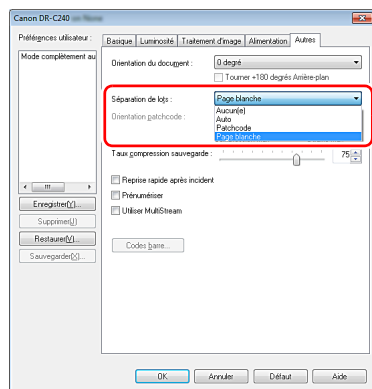 Canon DR-C240 on None
Préférences utilisateur :
Mode complètement au
Enregistrer(Y)...
Supprimer(J)
Restaurer(V)...
Sauvegarder(X)...
Basique
Luminosité
Traitement d'image
Alimentation
Autres
Orientation du document :
0 degré
Tourner +180 degrés Arrière-plan
Séparation de lots :
Page blanche
Aucun(e)
Auto
Patchcode
Page blanche
Orientation patchcode :
Taux compression sauvegarde :
75
Reprise rapide après incident
Prénumériser
Utiliser MultiStream
Codes barre...
OK
Annuler
Défaut
Aide